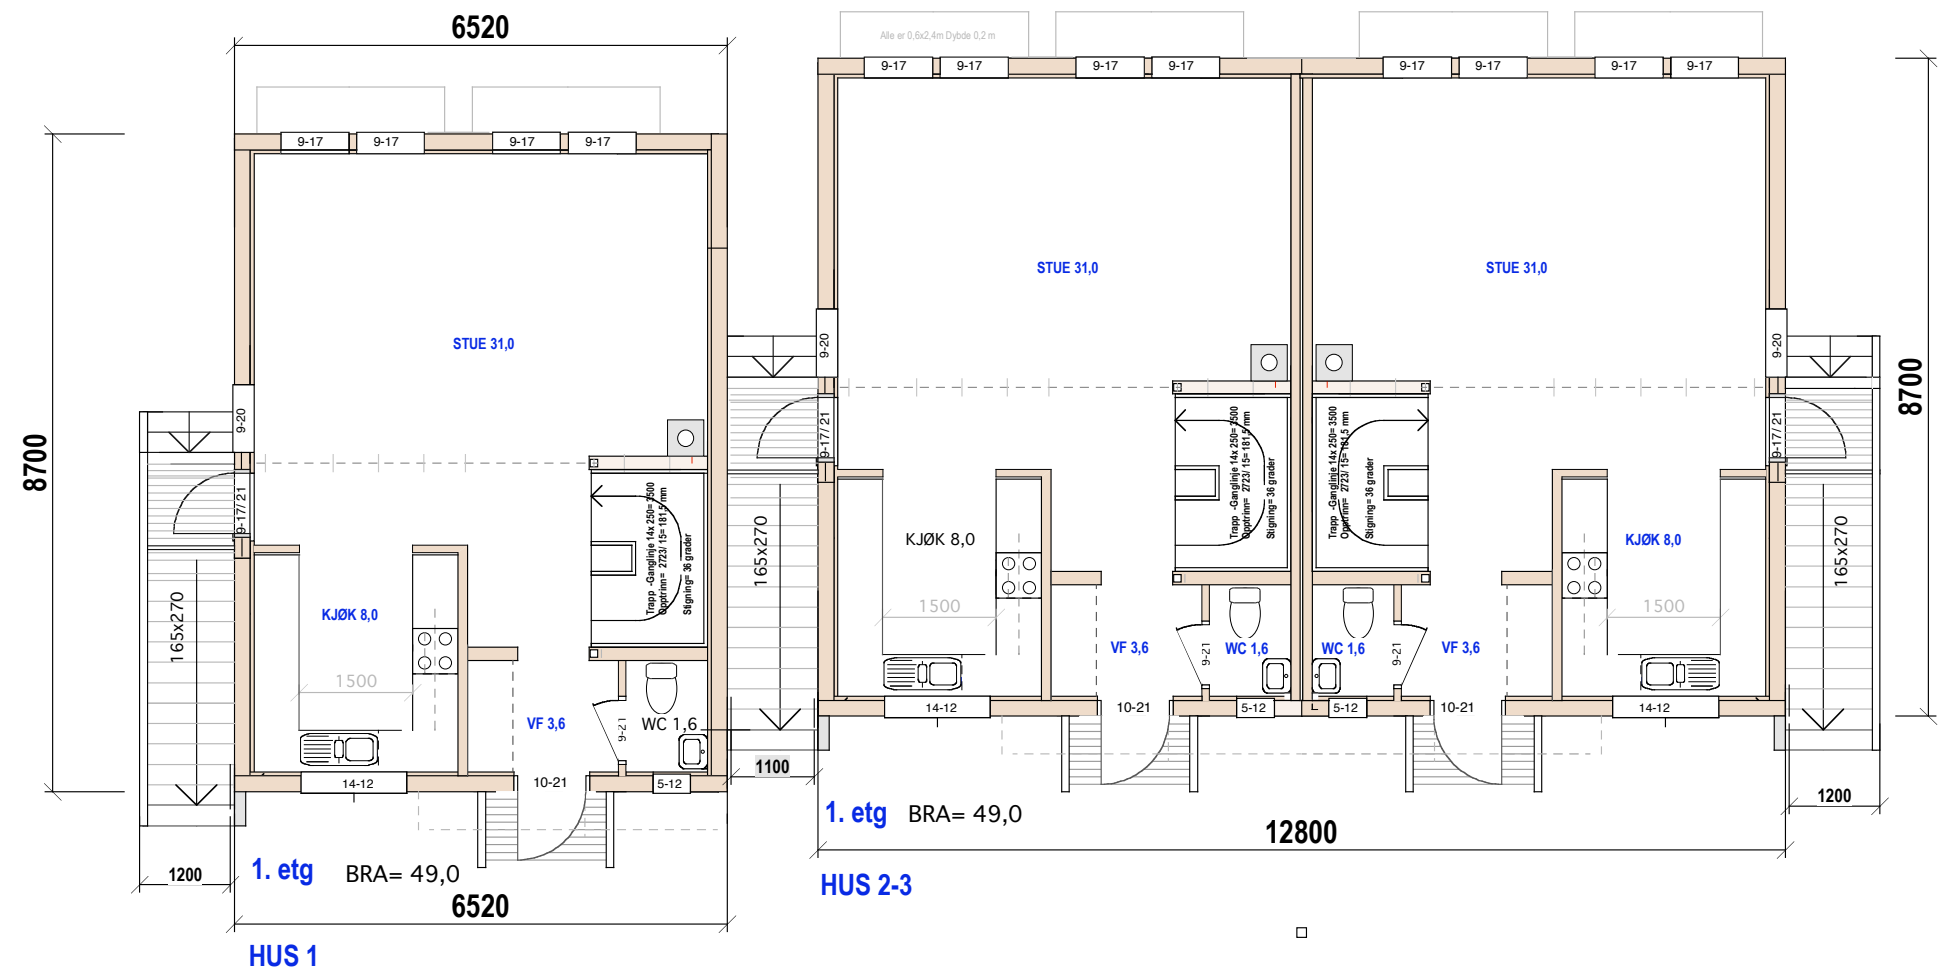 6520
Alle er 0,6x2,4m Dybde 0,2 m
9-17 9-17 9-17 9-17
9-17 9-17 9-17 9-17
9-17 9-17 9-17 9-17
8700
8700
STUE 31,0
STUE 31,0
STUE 31,0
9-20
9-20
9-20
9-17/ 21
9-17/ 21
9-17/ 21
Trapp -Ganglinje 14x 250= 3500
Opptrinn= 2723/ 15= 181,5 mm
Stigning= 36 grader
Trapp -Ganglinje 14x 250= 3500
Opptrinn= 2723/ 15= 181,5 mm
Stigning= 36 grader
Trapp -Ganglinje 14x 250= 3500
Opptrinn= 2723/ 15= 181,5 mm
Stigning= 36 grader
165x270
165x270
165x270
KJØK 8,0
KJØK 8,0
KJØK 8,0
1500
1500
1500
VF 3,6
WC 1,6
9-21
VF 3,6
9-21
WC 1,6
WC 1,6
9-21
VF 3,6
14-12
10-21
5-12
14-12
10-21
5-12
5-12
10-21
14-12
1100
1200
1200
1. etg BRA= 49,0
12800
HUS 2-3
1. etg BRA= 49,0
6520
HUS 1